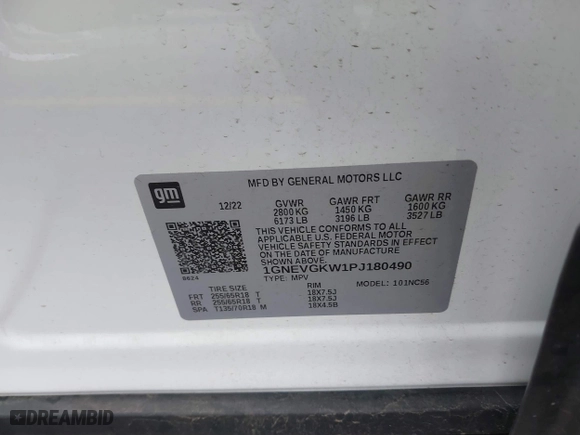 MFD BY GENERAL MOTORS LLC
gm
12/22 GVWR GAWR FRT GAWR RR
2800 KG 1450 KG 1600 KG
6173 LB 3196 LB 3527 LB
THIS VEHICLE CONFORMS TO ALL APPLICABLE
U.S. FEDERAL MOTOR
VEHICLE SAFETY STANDARDS IN EFFECT
ON THE DATE OF MANUFACTURE
SHOWN ABOVE
1GNEVGKW1PJ180490
TYPE: MPV MODEL: 101NC56
TIRE SIZE RIM
FRT 255/65R18 T 18X7.5J
RR 255/65R18 T 18X7.5J
SPA T135/70R18 M 18X4.5B
DREAMBID